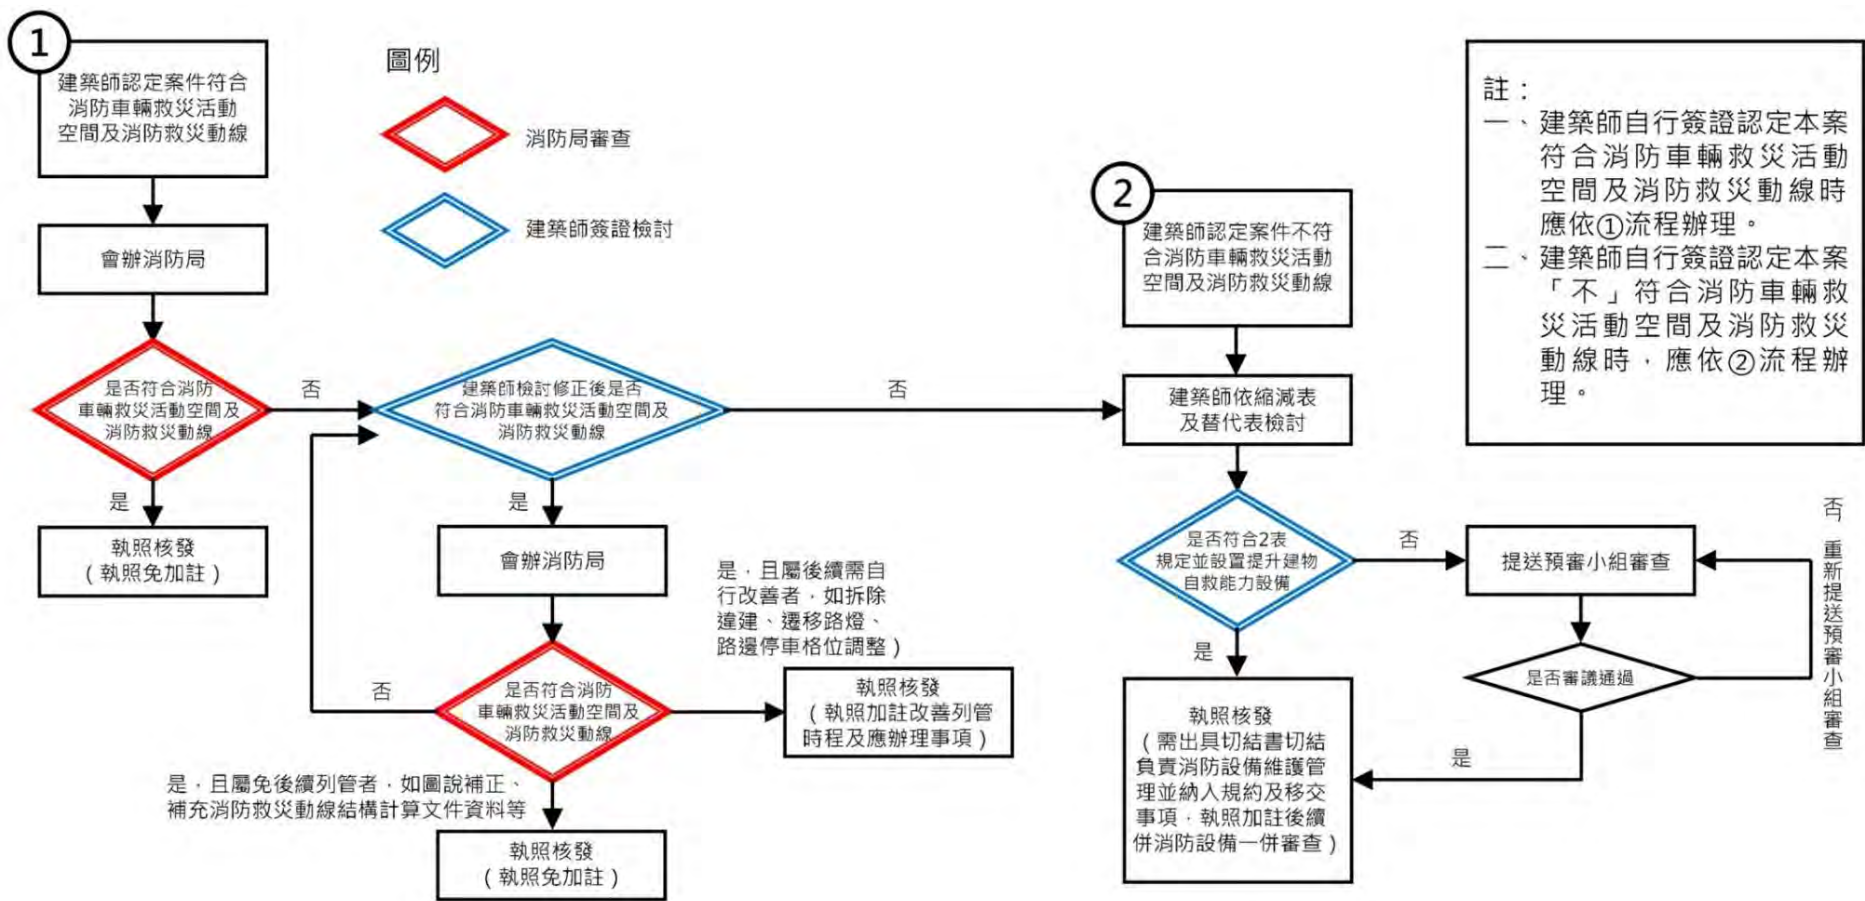 1
建築師認定案件符合
消防車輛救災活動
空間及消防救災動線
會辦消防局
是否符合消防
車輛救災活動空間及
消防救災動線
否
是
執照核發
(執照免加註)
圖例
消防局審查
建築師簽證檢討
建築師檢討修正後是否
符合消防車輛救災活動空間及
消防救災動線
否
是
會辦消防局
是否符合消防
車輛救災活動空間及
消防救災動線
否
是，且屬後續需自
行改善者，如拆除
違建、遷移路燈、
路邊停車格位調整)
執照核發
(執照加註改善列管
時程及應辦理事項)
是，且屬免後續列管者，如圖說補正、
補充消防救災動線結構計算文件資料等
執照核發
(執照免加註)
2
建築師認定案件不符
合消防車輛救災活動
空間及消防救災動線
建築師依縮減表
及替代表檢討
是否符合2表
規定並設置提升建物
自救能力設備
否
是
提送預審小組審查
是否審議通過
否，重新提送預審小組審查
是
執照核發
(需出具切結書切結
負責消防設備維護管
理並納入規約及移交
事項，執照加註後續
併消防設備一併審查)
註：
一、建築師自行簽證認定本案
符合消防車輛救災活動
空間及消防救災動線時
應依①流程辦理。
二、建築師自行簽證認定本案
「不」符合消防車輛救
災活動空間及消防救災
動線時，應依②流程辦
理。